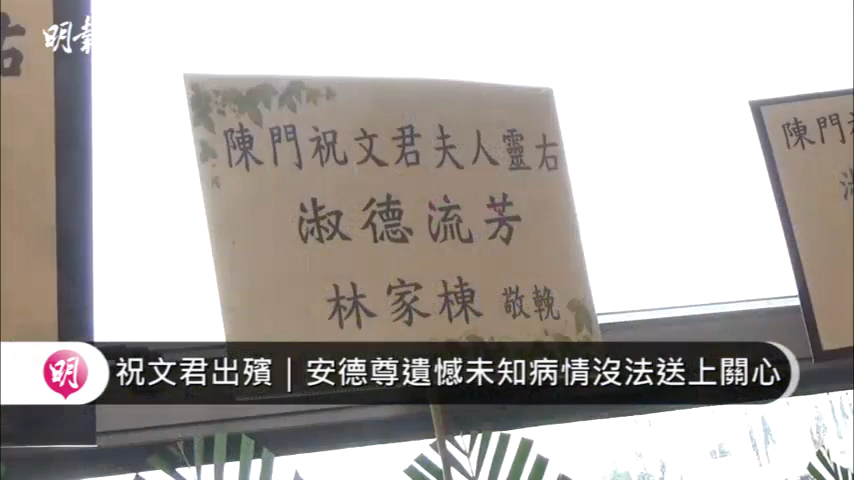 明報
右
陳門祝文君夫人靈右
淑德流芳
林家棟 敬輓
陳門
明 祝文君出殯｜安德尊遺憾未知病情沒法送上關心